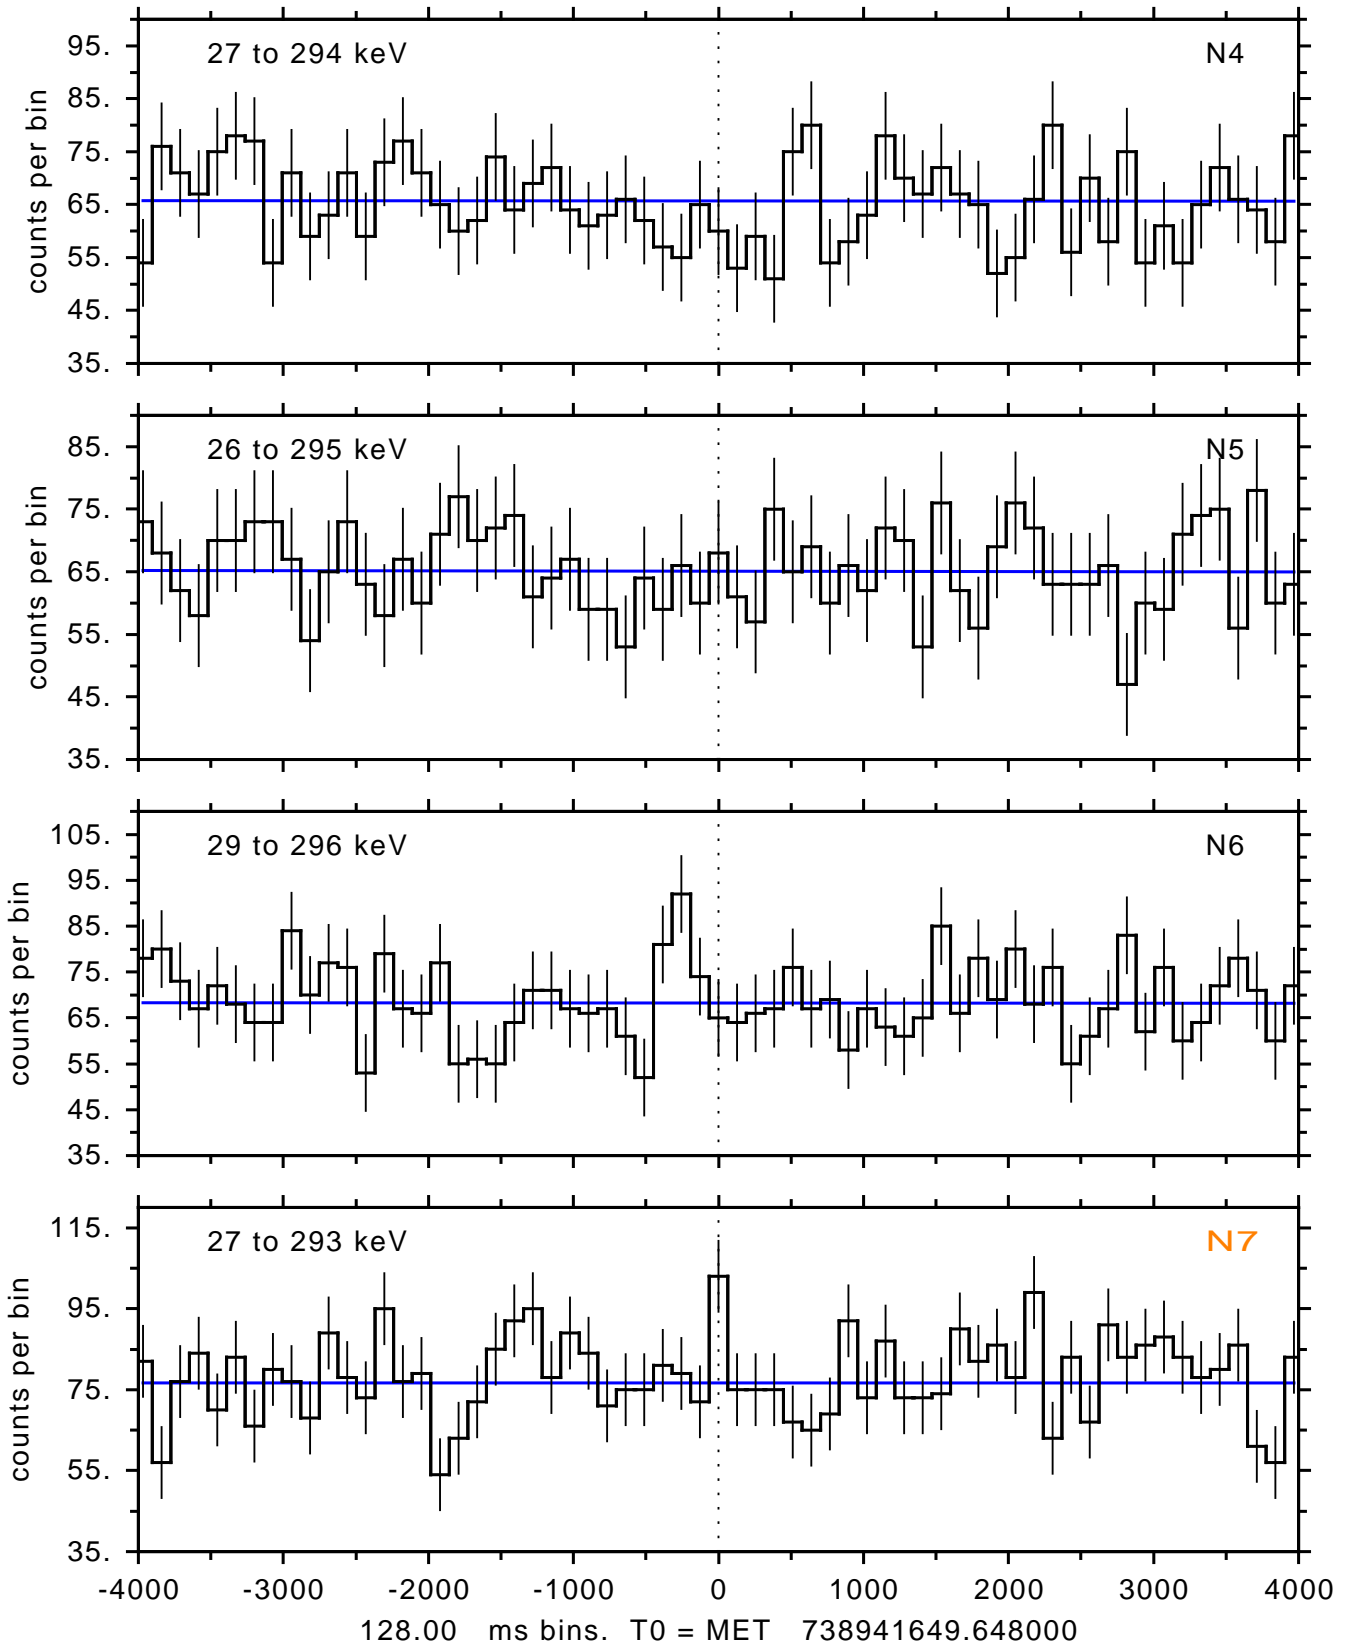 95.
27 to 294 keV
N4
85.
75.
65.
55.
45.
35.
counts per bin
85.
26 to 295 keV
N5
75.
65.
55.
45.
35.
counts per bin
105.
29 to 296 keV
N6
95.
85.
75.
65.
55.
45.
35.
counts per bin
115.
27 to 293 keV
N7
95.
75.
55.
35.
counts per bin
-4000 -3000 -2000 -1000 0 1000 2000 3000 4000
128.00 ms bins. T0 = MET 738941649.648000